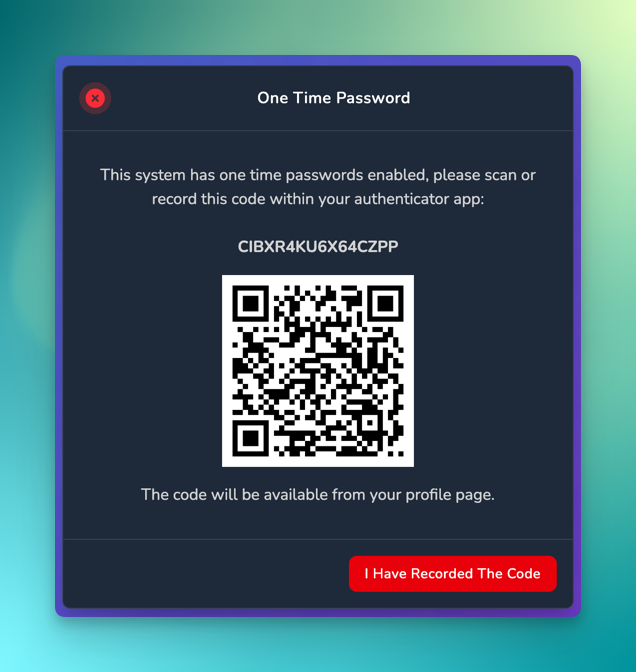 One Time Password
This system has one time passwords enabled, please scan or
record this code within your authenticator app:
CIBXR4KU6X64CZPP
The code will be available from your profile page.
I Have Recorded The Code